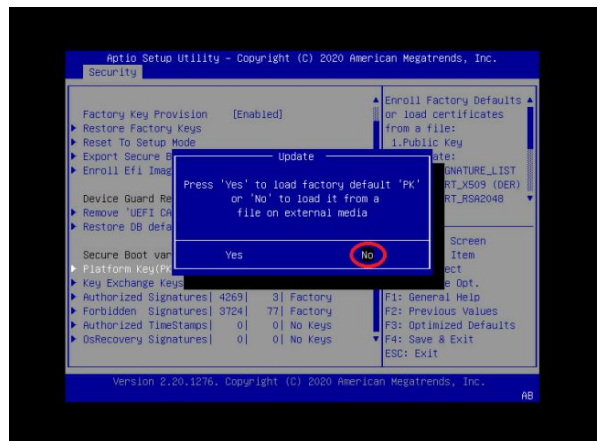 Aptio Setup Utility - Copyright (C) 2020 American Megatrends, Inc.
Security
Factory Key Provision [Enabled]
Restore Factory Keys
Reset To Setup Mode
Export Secure B
Enroll Efi Imag
Device Guard Re
Remove 'UEFI CA
Restore DB defa
Secure Boot var
Platform Key(PK
Key Exchange Keys
Authorized Signatures| 4269| 3| Factory
Forbidden Signatures| 3724| 77| Factory
Authorized TimeStamps| 0| 0| No Keys
OsRecovery Signatures| 0| 0| No Keys
Update
Press 'Yes' to load factory default 'PK'
or 'No' to load it from a
file on external media
Yes No
Enroll Factory Defaults
or load certificates
from a file:
1.Public Key
ate:
GNATURE_LIST
RT_X509 (DER)
RT_RSA2048
Screen
Item
ect
e Opt.
F1: General Help
F2: Previous Values
F3: Optimized Defaults
F4: Save & Exit
ESC: Exit
Version 2.20.1276. Copyright (C) 2020 American Megatrends, Inc.
AB